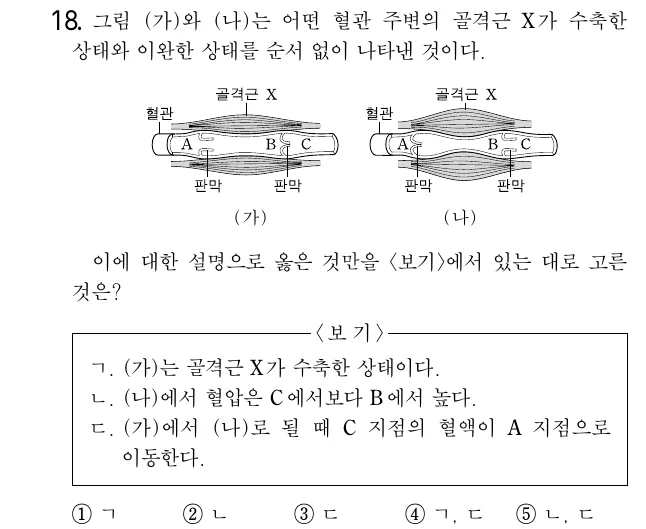 18. 그림 (가)와 (나)는 어떤 혈관 주변의 골격근 X가 수축한
상태와 이완한 상태를 순서 없이 나타낸 것이다.
골격근 X
혈관
A B C
판막 판막
(가)
골격근 X
혈관
A B C
판막 판막
(나)
이에 대한 설명으로 옳은 것만을 <보기>에서 있는 대로 고른
것은?
<보 기>
ㄱ. (가)는 골격근 X가 수축한 상태이다.
ㄴ. (나)에서 혈압은 C에서보다 B에서 높다.
ㄷ. (가)에서 (나)로 될 때 C 지점의 혈액이 A 지점으로
이동한다.
① ㄱ ② ㄴ ③ ㄷ ④ ㄱ, ㄷ ⑤ ㄴ, ㄷ